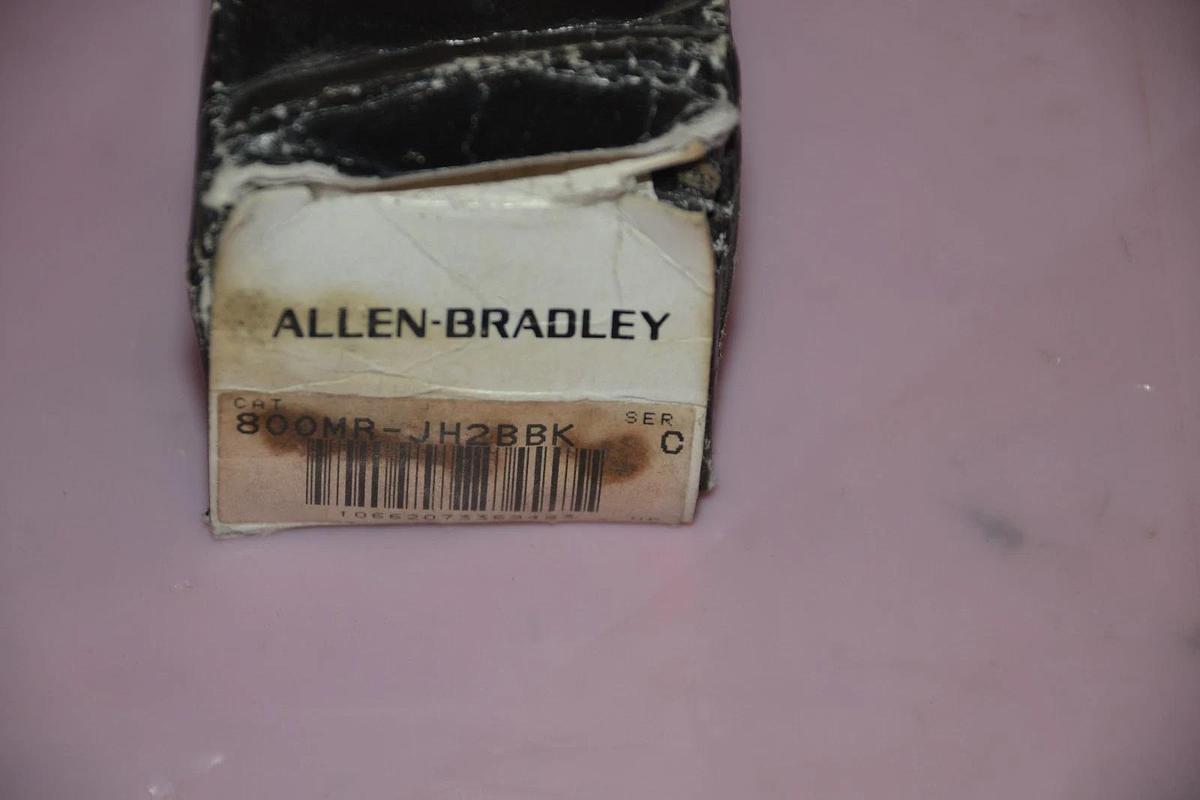 ALLEN-BRADLEY
CAT
SER
800MR-JH2BBK
C